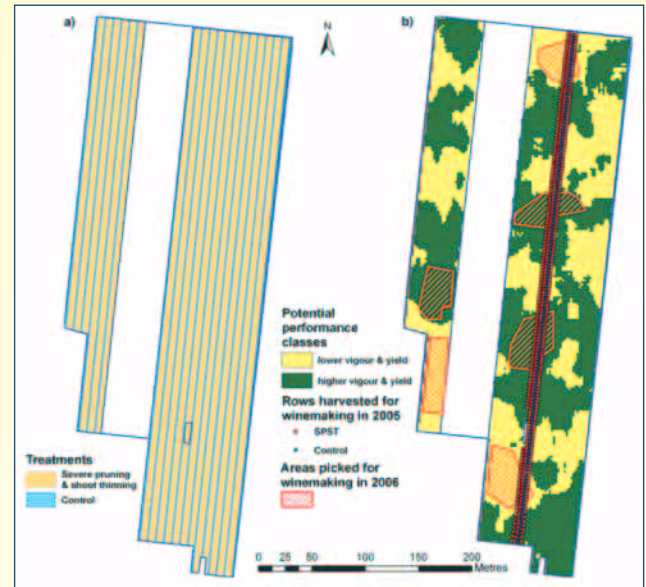 a)
N
b)
Potential
performance
classes
lower vigour & yield
higher vigour & yield
Rows harvested for
winemaking in 2005
SPST
Control
Areas picked for
winemaking in 2006
Treatments
Severe pruning
& shoot thinning
Control
0 25 50 100 150 200
Metres